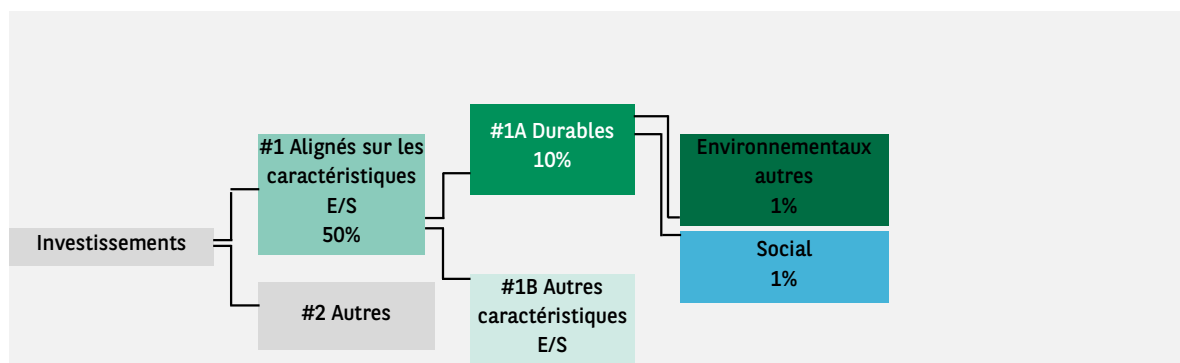 Investissements
#1 Alignés sur les
caractéristiques
E/S
50%
#2 Autres
#1A Durables
10%
#1B Autres
caractéristiques
E/S
Environnementaux
autres
1%
Social
1%